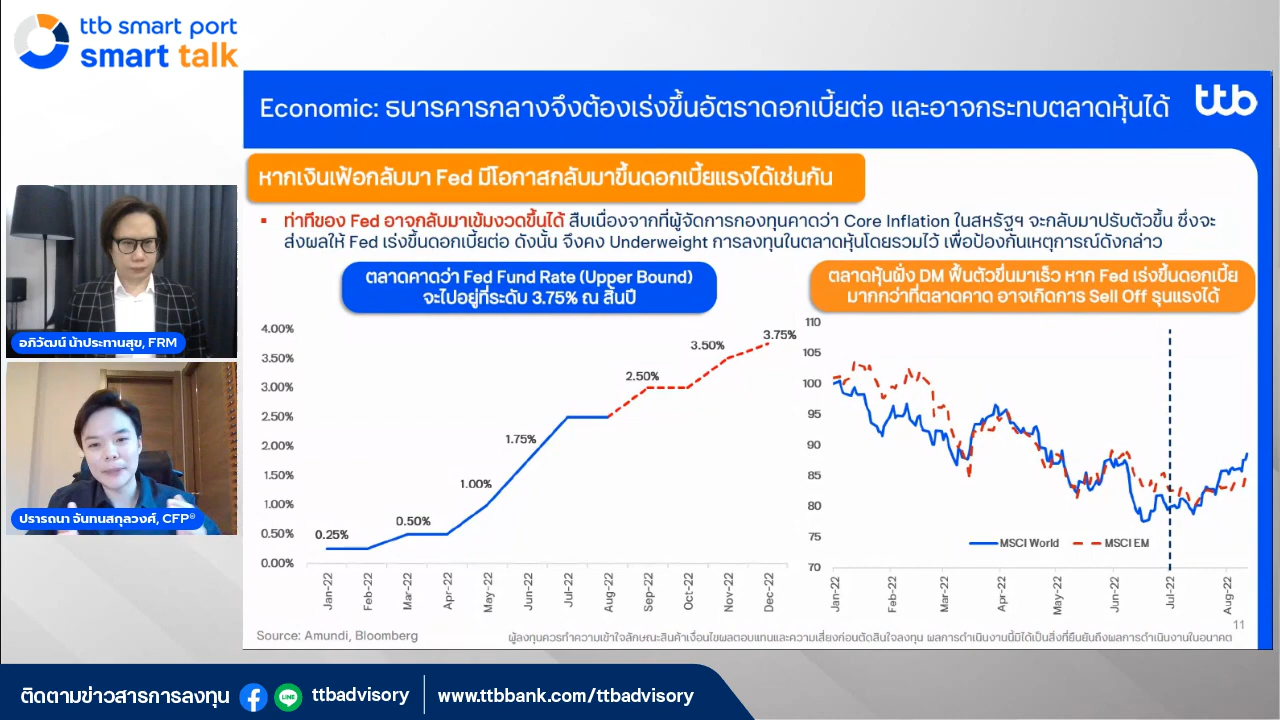 ttb smart port
smart talk
Economic: ธนาคารกลางจึงต้องเร่งขึ้นอัตราดอกเบี้ยต่อ และอาจกระทบตลาดหุ้นได้
ttb
หากเงินเฟ้อกลับมา Fed มีโอกาสกลับมาขึ้นดอกเบี้ยแรงได้เช่นกัน
▪ ท่าทีของ Fed อาจกลับมาเข้มงวดขึ้นได้ สืบเนื่องจากที่ผู้จัดการกองทุนคาดว่า Core Inflation ในสหรัฐฯ จะกลับมาปรับตัวขึ้น ซึ่งจะ
ส่งผลให้ Fed เร่งขึ้นดอกเบี้ยต่อ ดังนั้น จึงคง Underweight การลงทุนในตลาดหุ้นโดยรวมไว้ เพื่อป้องกันเหตุการณ์ดังกล่าว
ตลาดคาดว่า Fed Fund Rate (Upper Bound)
จะไปอยู่ที่ระดับ 3.75% ณ สิ้นปี
4.00%
3.50%
3.00%
2.50%
2.00%
1.50%
1.00%
0.50%
0.00%
0.25%
0.50%
1.00%
1.75%
2.50%
3.50%
3.75%
Jan-22
Feb-22
Mar-22
Apr-22
May-22
Jun-22
Jul-22
Aug-22
Sep-22
Oct-22
Nov-22
Dec-22
ตลาดหุ้นฝั่ง DM ฟื้นตัวขึ้นมาเร็ว หาก Fed เร่งขึ้นดอกเบี้ย
มากกว่าที่ตลาดคาด อาจเกิดการ Sell Off รุนแรงได้
110
105
100
95
90
85
80
75
70
MSCI World
MSCI EM
Jan-22
Feb-22
Mar-22
Apr-22
May-22
Jun-22
Jul-22
Aug-22
11
Source: Amundi, Bloomberg
ผู้ลงทุนควรทำความเข้าใจลักษณะสินค้าเงื่อนไขผลตอบแทนและความเสี่ยงก่อนตัดสินใจลงทุน ผลการดำเนินงานนี้มิได้เป็นสิ่งที่ยืนยันถึงผลการดำเนินงานในอนาคต
อภิวัฒน์ น้าประทานสุข, FRM
ปรารถนา จันทนสกุลวงศ์, CFP®
ติดตามข่าวสารการลงทุน
LINE
ttbadvisory
www.ttbbank.com/ttbadvisory